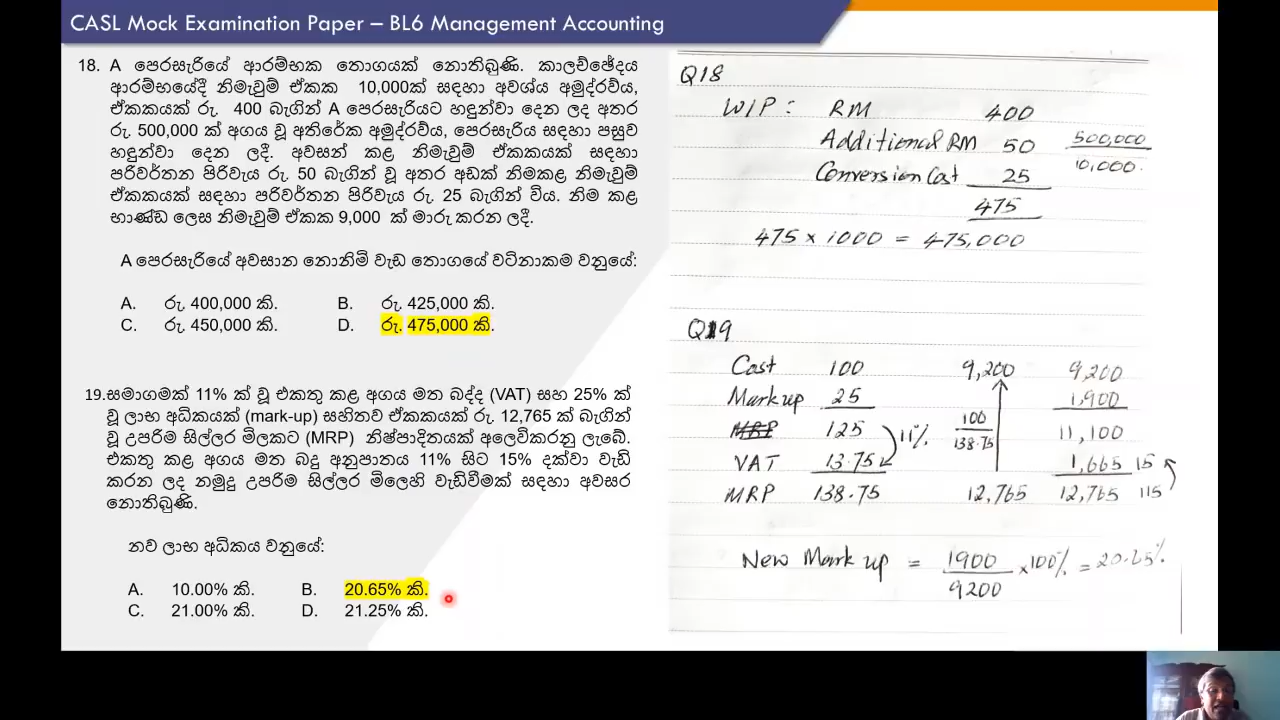 CASL Mock Examination Paper – BL6 Management Accounting
18. A පෙරසැරියේ ආරම්භක තොගයක් නොතිබුණි. කාලච්ඡේදය
ආරම්භයේදී නිමැවුම් ඒකක 10,000ක් සඳහා අවශ්‍ය අමුද්රව්‍ය,
ඒකකයක් රු. 400 බැගින් A පෙරසැරියට හඳුන්වා දෙන ලද අතර
රු. 500,000 ක් අගය වූ අතිරේක අමුද්රව්‍ය, පෙරසැරිය සඳහා පසුව
හඳුන්වා දෙන ලදී. අවසන් කළ නිමැවුම් ඒකකයක් සඳහා
පරිවර්තන පිරිවැය රු. 50 බැගින් වූ අතර අඩක් නිමකළ නිමැවුම්
ඒකකයක් සඳහා පරිවර්තන පිරිවැය රු. 25 බැගින් විය. නිම කළ
භාණ්ඩ ලෙස නිමැවුම් ඒකක 9,000 ක් මාරු කරන ලදී.
A පෙරසැරියේ අවසාන නොනිමි වැඩ තොගයේ වටිනාකම වනුයේ:
A. රු. 400,000 කි. B. රු. 425,000 කි.
C. රු. 450,000 කි. D. රු. 475,000 කි.
19. සමාගමක් 11% ක් වූ එකතු කළ අගය මත බද්ද (VAT) සහ 25% ක්
වූ ලාභ අධිකයක් (mark-up) සහිතව ඒකකයක් රු. 12,765 ක් බැගින්
වූ උපරිම සිල්ලර මිලකට (MRP) නිෂ්පාදිතයක් අලෙවිකරනු ලැබේ.
එකතු කළ අගය මත බදු අනුපාතය 11% සිට 15% දක්වා වැඩි
කරන ලද නමුදු උපරිම සිල්ලර මිලෙහි වැඩිවීමක් සඳහා අවසර
නොතිබුණි.
නව ලාභ අධිකය වනුයේ:
A. 10.00% කි. B. 20.65% කි.
C. 21.00% කි. D. 21.25% කි.
Q18
WIP : RM 400
Additional RM 50 500,000
Conversion Cost 25 10,000.
475
475 x 1000 = 475,000
Q19
Cost 100 9,200 9,200
Mark up 25 1,900
MRP 125 11% 100 11,100
VAT 13.75 138.75 1,665 15
MRP 138.75 12,765 12,765 115
New Mark up = 1900 x 100% = 20.65%
9200